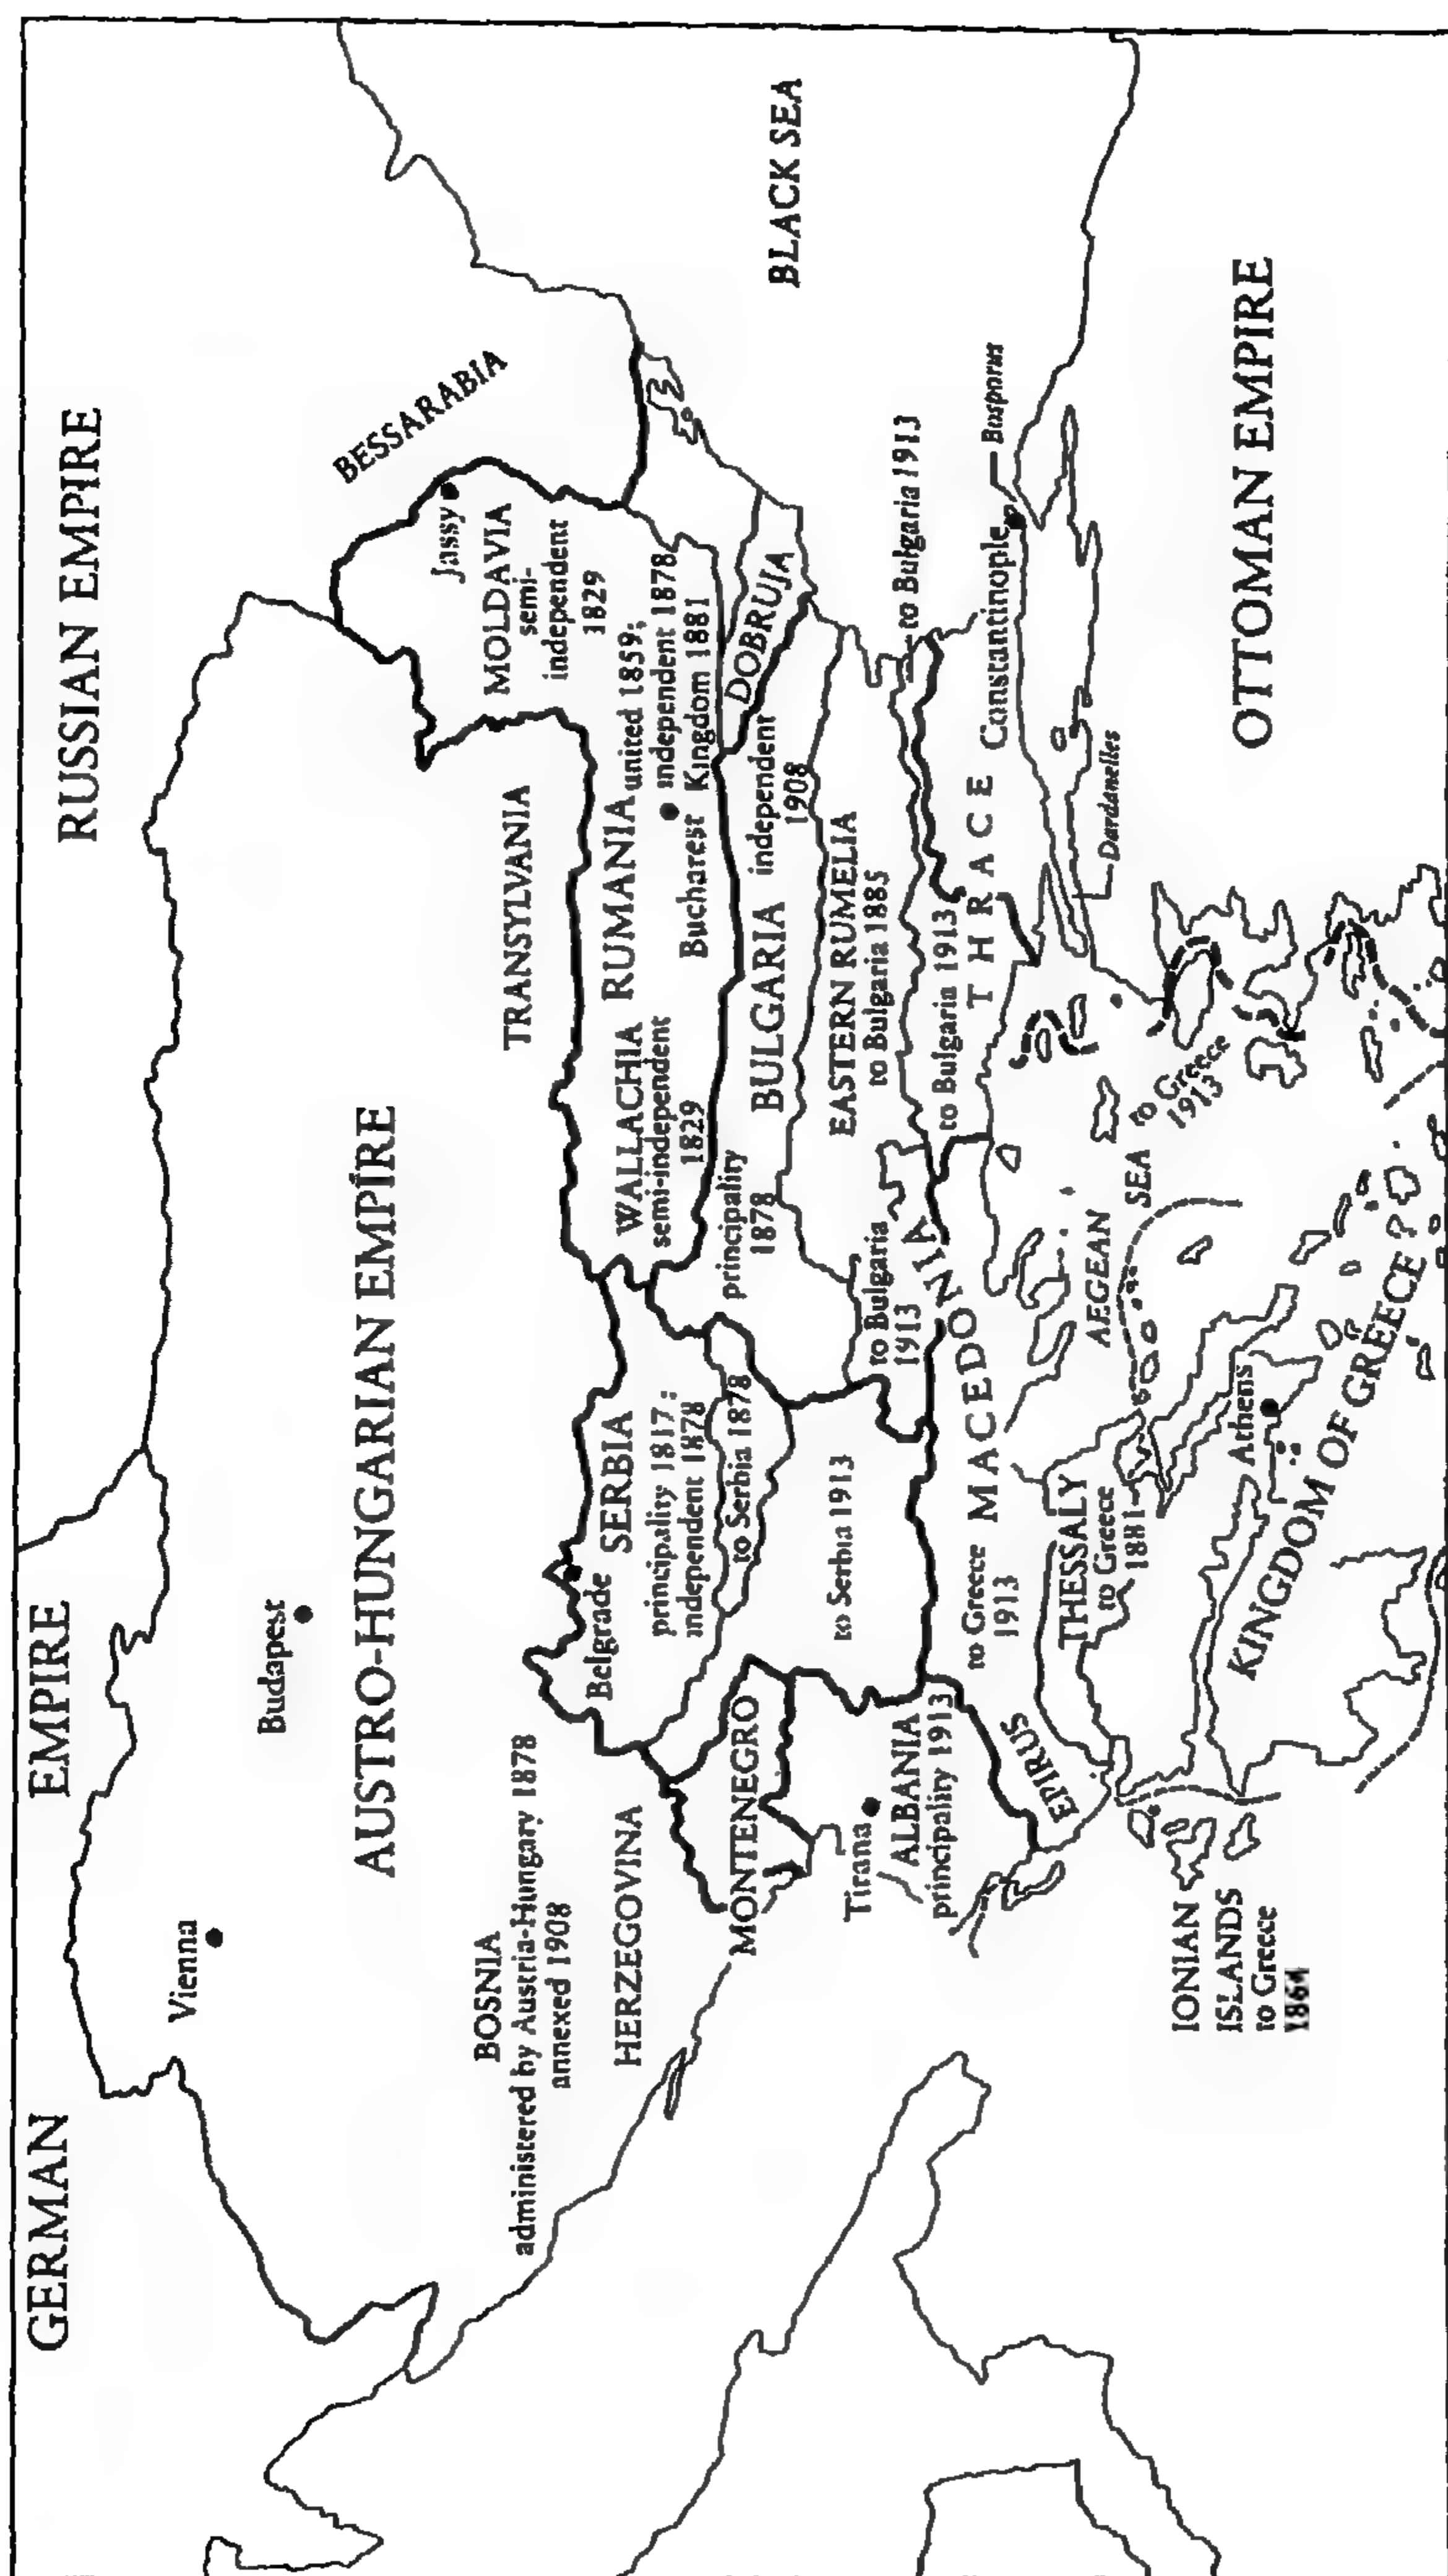 GERMAN EMPIRE
RUSSIAN EMPIRE
Vienna
Budapest
AUSTRO-HUNGARIAN EMPIRE
BESSARABIA
Jassy
MOLDAVIA
semi-
independent
1829
TRANSYLVANIA
BOSNIA
administered by Austria-Hungary 1878
annexed 1908
HERZEGOVINA
Belgrade
SERBIA
principality 1817;
independent 1878
to Serbia 1878
WALLACHIA
semi-independent
1829
RUMANIA
united 1859;
independent 1878
Kingdom 1881
Bucharest
DOBRUJA
BLACK SEA
MONTENEGRO
principality
1878
BULGARIA
independent
1908
to Serbia 1913
EASTERN RUMELIA
to Bulgaria 1885
to Bulgaria
1913
to Bulgaria 1913
to Bulgaria 1913
Tirana
ALBANIA
principality 1913
MACEDONIA
to Greece
1913
THRACE
Constantinople
Bosporus
Dardanelles
OTTOMAN EMPIRE
EPIRUS
THESSALY
to Greece
1881
AEGEAN
SEA
to Greece
1913
IONIAN
ISLANDS
to Greece
1864
Athens
KINGDOM OF GREECE